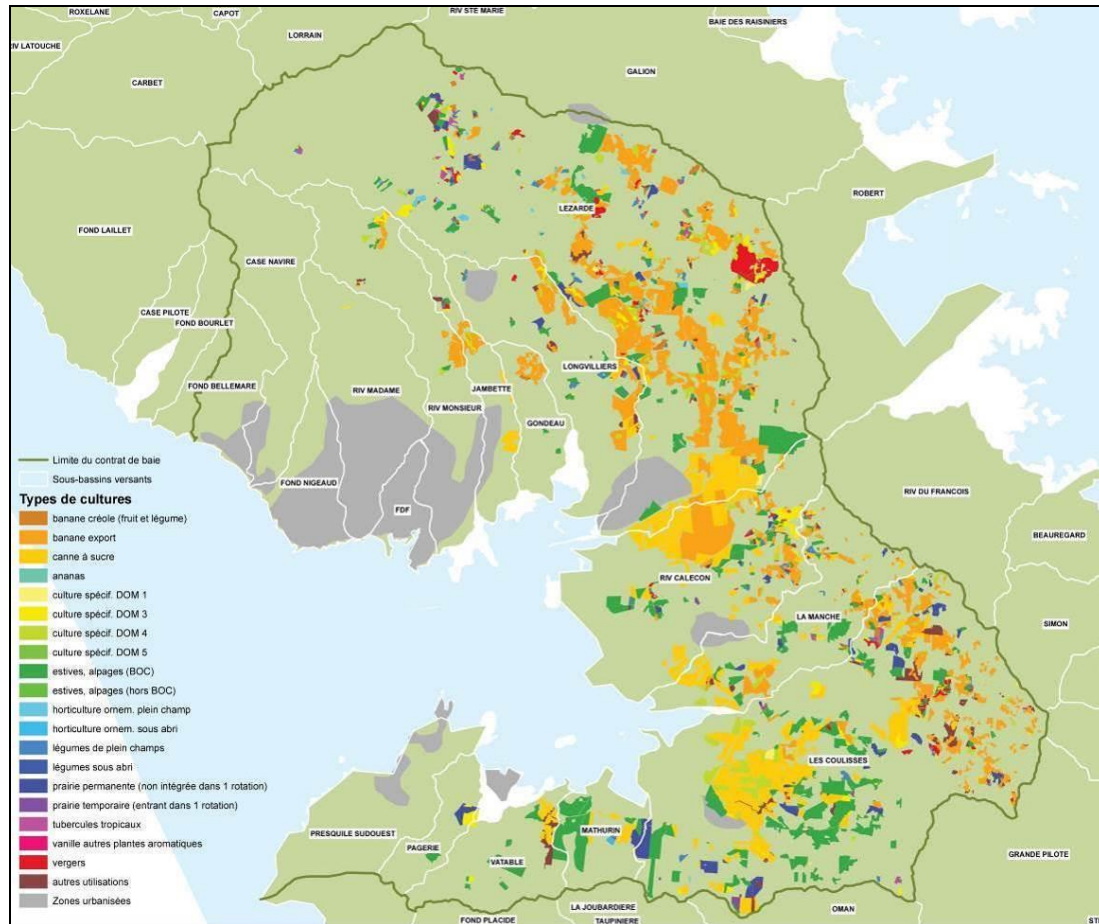 ROXELANE
CAPOT
RIV STE MARIE
BAIE DES RAISINIERS
LORRAIN
RIV LATOUCHE
CARBET
GALION
ROBERT
LEZARDE
FOND LAILLET
CASE NAVIRE
CASE PILOTE
FOND BOURLET
LONGVILLIERS
FOND BELLEMARE
RIV MADAME
JAMBETTE
RIV MONSIEUR
GONDEAU
FOND NIGEAUD
FDF
RIV DU FRANCOIS
BEAUREGARD
RIV CALECON
LA MANCHE
SIMON
LES COULISSES
PRESQUILE SUDOUEST
MATHURIN
PAGERIE
VATABLE
GRANDE PILOTE
LA JOUBARDIERE
OMAN
FOND PLACIDE
TAUPINIERE
Limite du contrat de baie
Sous-bassins versants
Types de cultures
banane créole (fruit et légume)
banane export
canne à sucre
ananas
culture spécif. DOM 1
culture spécif. DOM 3
culture spécif. DOM 4
culture spécif. DOM 5
estives, alpages (BOC)
estives, alpages (hors BOC)
horticulture ornem. plein champ
horticulture ornem. sous abri
légumes de plein champs
légumes sous abri
prairie permanente (non intégrée dans 1 rotation)
prairie temporaire (entrant dans 1 rotation)
tubercules tropicaux
vanille autres plantes aromatiques
vergers
autres utilisations
Zones urbanisées